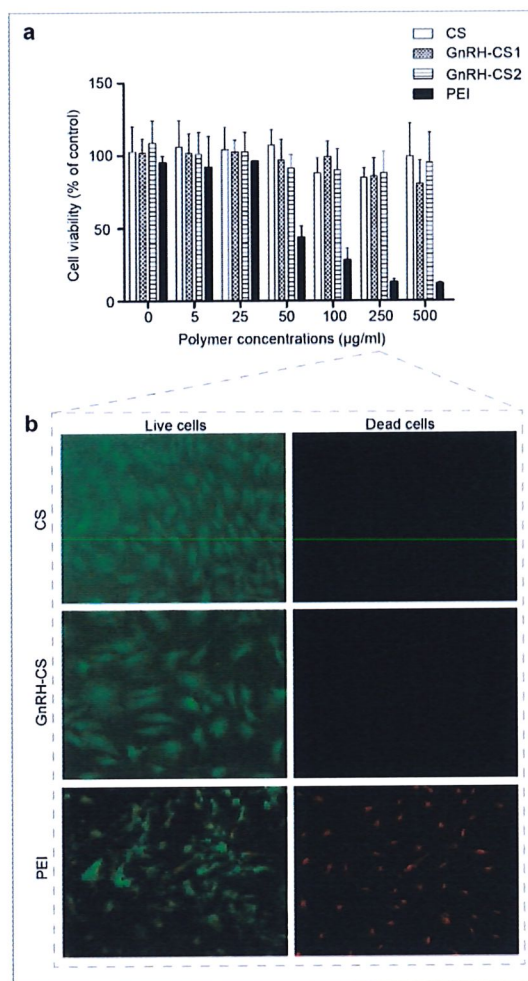 a
CS
GnRH-CS1
GnRH-CS2
PEI
150
100
50
0
Cell viability (% of control)
0 5 25 50 100 250 500
Polymer concentrations (µg/ml)
b
Live cells Dead cells
CS
GnRH-CS
PEI